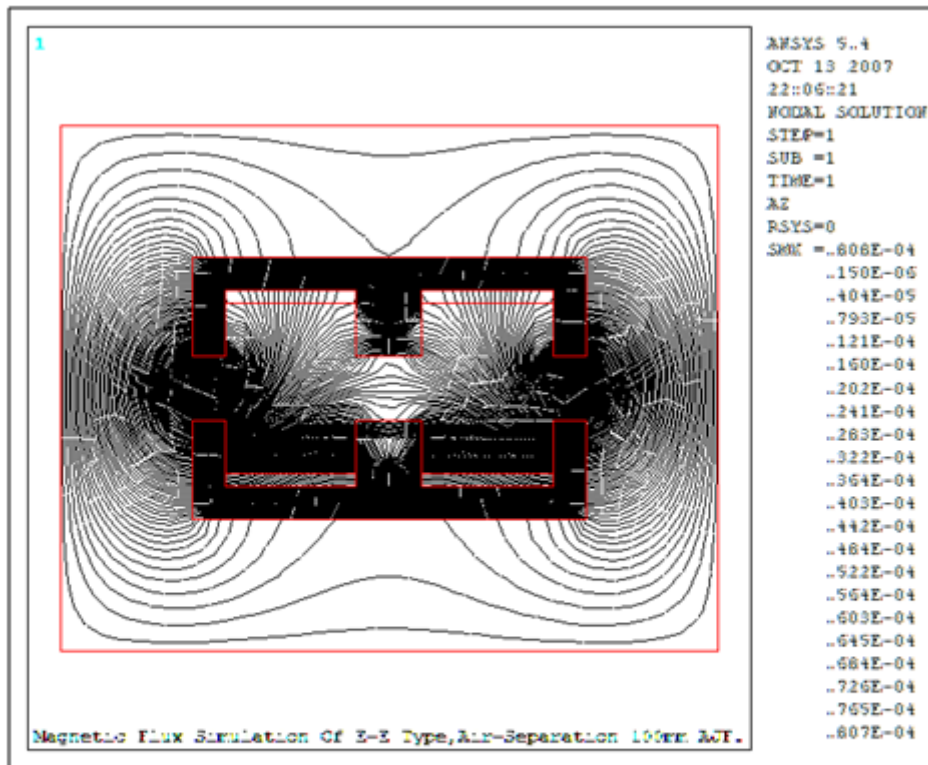 1
ANSYS 5.4
OCT 13 2007
22:06:21
NODAL SOLUTION
STEP=1
SUB =1
TIME=1
AZ
RSYS=0
SMX =.808E-04
.150E-06
.404E-05
.793E-05
.121E-04
.160E-04
.202E-04
.241E-04
.283E-04
.322E-04
.364E-04
.403E-04
.442E-04
.484E-04
.522E-04
.564E-04
.603E-04
.645E-04
.684E-04
.726E-04
.765E-04
.807E-04
Magnetic Flux Simulation Of E-E Type,Air-Separation 100mm AJF.